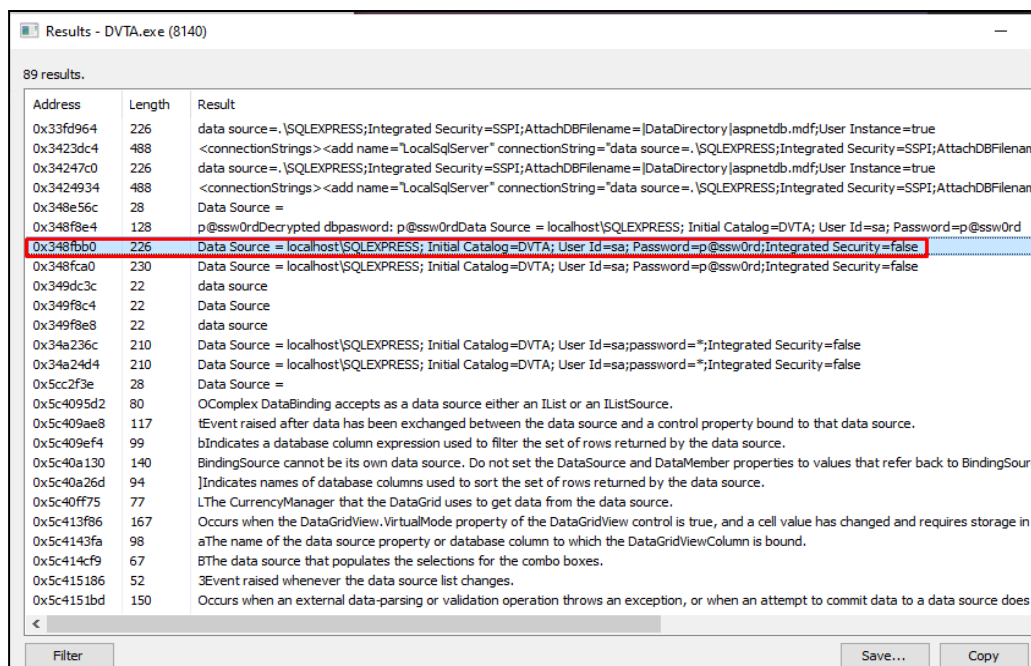 Results - DVTA.exe (8140)
89 results.
Address Length Result
0x33fd964 226 data source=.\SQLEXPRESS;Integrated Security=SSPI;AttachDBFilename=|DataDirectory|aspnetdb.mdf;User Instance=true
0x3423dc4 488 <connectionStrings><add name="LocalSqlServer" connectionString="data source=.\SQLEXPRESS;Integrated Security=SSPI;AttachDBFilenam
0x34247c0 226 data source=.\SQLEXPRESS;Integrated Security=SSPI;AttachDBFilename=|DataDirectory|aspnetdb.mdf;User Instance=true
0x3424934 488 <connectionStrings><add name="LocalSqlServer" connectionString="data source=.\SQLEXPRESS;Integrated Security=SSPI;AttachDBFilenam
0x348e56c 28 Data Source =
0x348f8e4 128 p@ssw0rdDecrypted dbpasword: p@ssw0rdData Source = localhost\SQLEXPRESS; Initial Catalog=DVTA; User Id=sa; Password=p@ssw0rd
0x348fbb0 226 Data Source = localhost\SQLEXPRESS; Initial Catalog=DVTA; User Id=sa; Password=p@ssw0rd;Integrated Security=false
0x348fca0 230 Data Source = localhost\SQLEXPRESS; Initial Catalog=DVTA; User Id=sa; Password=p@ssw0rd;Integrated Security=false
0x349dc3c 22 data source
0x349f8c4 22 Data Source
0x349f8e8 22 data source
0x34a236c 210 Data Source = localhost\SQLEXPRESS; Initial Catalog=DVTA; User Id=sa;password=*;Integrated Security=false
0x34a24d4 210 Data Source = localhost\SQLEXPRESS; Initial Catalog=DVTA; User Id=sa;password=*;Integrated Security=false
0x5cc2f3e 28 Data Source =
0x5c4095d2 80 OComplex DataBinding accepts as a data source either an IList or an IListSource.
0x5c409ae8 117 tEvent raised after data has been exchanged between the data source and a control property bound to that data source.
0x5c409ef4 99 bIndicates a database column expression used to filter the set of rows returned by the data source.
0x5c40a130 140 BindingSource cannot be its own data source. Do not set the DataSource and DataMember properties to values that refer back to BindingSour
0x5c40a26d 94 ]Indicates names of database columns used to sort the set of rows returned by the data source.
0x5c40ff75 77 LThe CurrencyManager that the DataGrid uses to get data from the data source.
0x5c413f86 167 Occurs when the DataGridView.VirtualMode property of the DataGridView control is true, and a cell value has changed and requires storage in
0x5c4143fa 98 aThe name of the data source property or database column to which the DataGridViewColumn is bound.
0x5c414cf9 67 BThe data source that populates the selections for the combo boxes.
0x5c415186 52 3Event raised whenever the data source list changes.
0x5c4151bd 150 Occurs when an external data-parsing or validation operation throws an exception, or when an attempt to commit data to a data source does
Filter Save... Copy